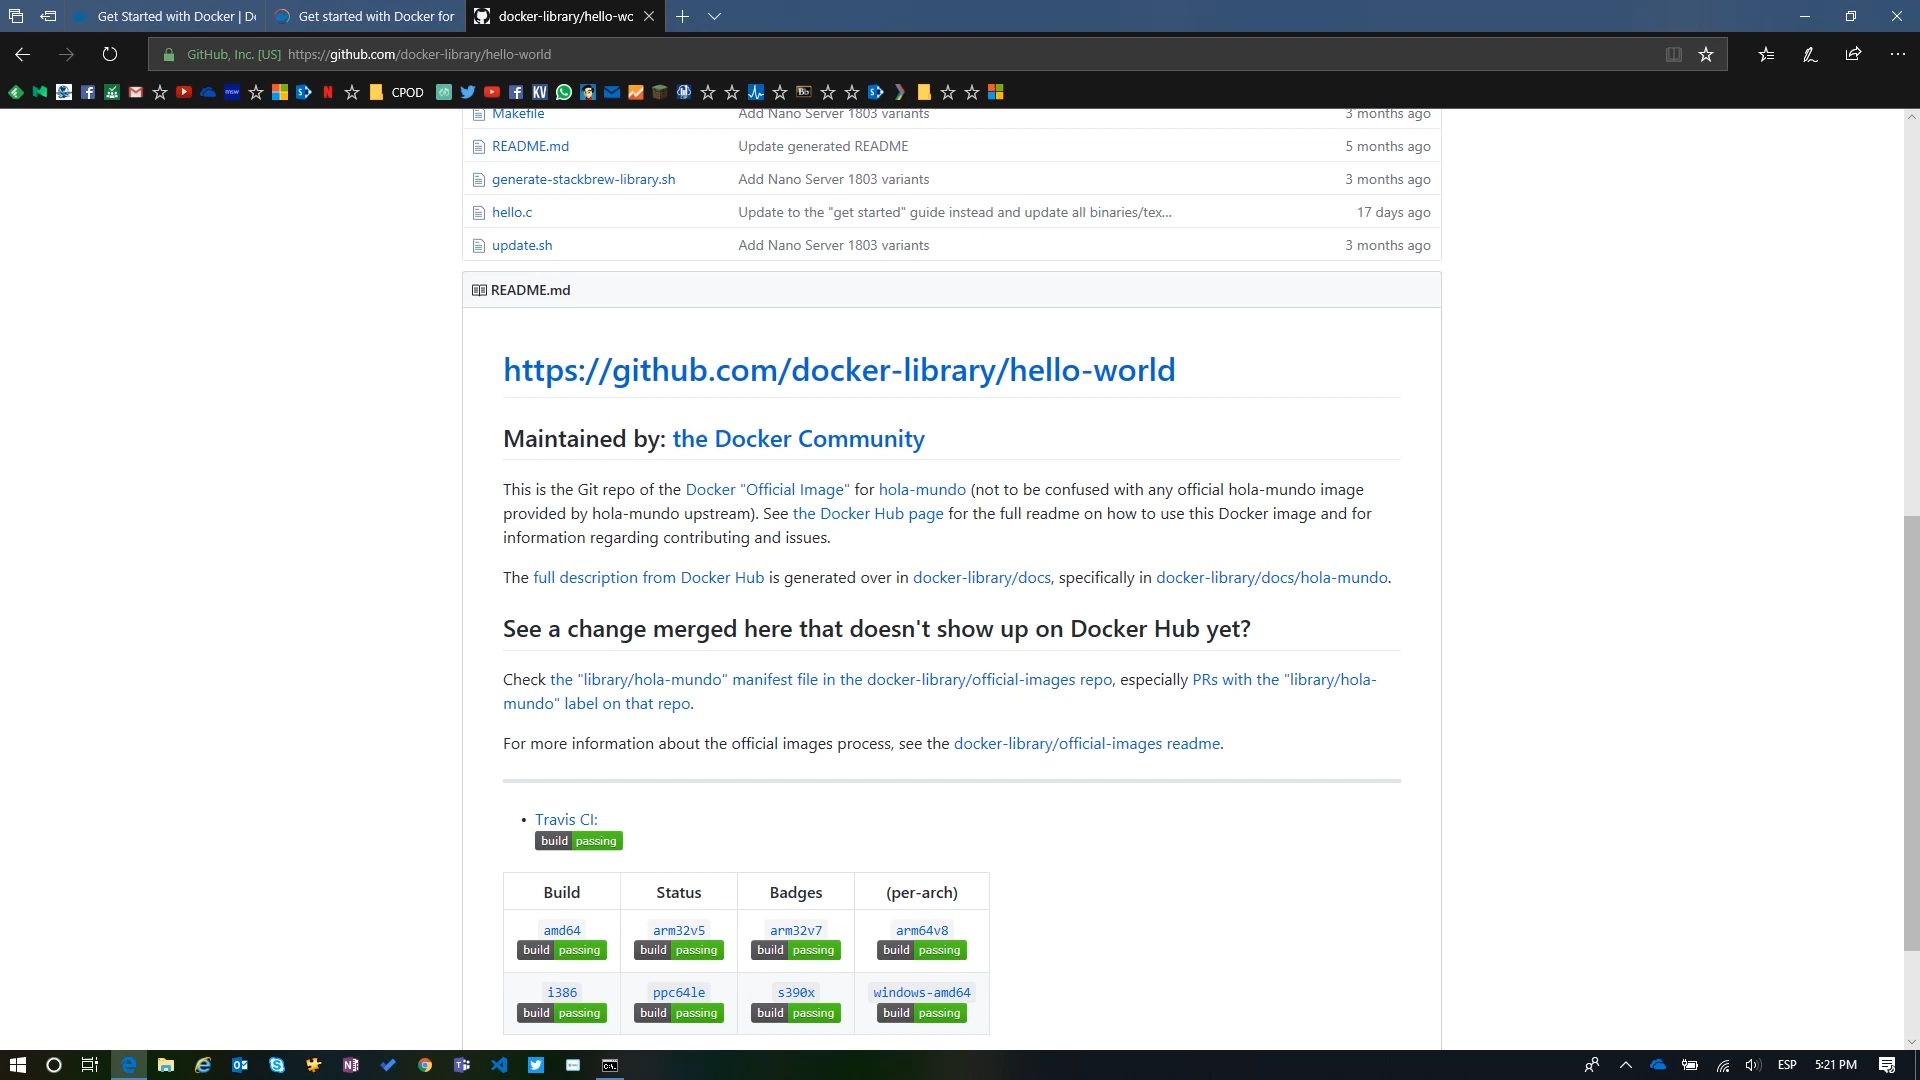 Get Started with Docker | D
Get started with Docker for
docker-library/hello-wc
GitHub, Inc. [US] https://github.com/docker-library/hello-world
CPOD
Makefile Add Nano Server 1803 variants 3 months ago
README.md Update generated README 5 months ago
generate-stackbrew-library.sh Add Nano Server 1803 variants 3 months ago
hello.c Update to the "get started" guide instead and update all binaries/tex... 17 days ago
update.sh Add Nano Server 1803 variants 3 months ago
README.md
https://github.com/docker-library/hello-world
Maintained by: the Docker Community
This is the Git repo of the Docker "Official Image" for hola-mundo (not to be confused with any official hola-mundo image
provided by hola-mundo upstream). See the Docker Hub page for the full readme on how to use this Docker image and for
information regarding contributing and issues.
The full description from Docker Hub is generated over in docker-library/docs, specifically in docker-library/docs/hola-mundo.
See a change merged here that doesn't show up on Docker Hub yet?
Check the "library/hola-mundo" manifest file in the docker-library/official-images repo, especially PRs with the "library/hola-
mundo" label on that repo.
For more information about the official images process, see the docker-library/official-images readme.
• Travis CI:
build passing
Build Status Badges (per-arch)
amd64 arm32v5 arm32v7 arm64v8
build passing build passing build passing build passing
i386 ppc64le s390x windows-amd64
build passing build passing build passing build passing
ESP 5:21 PM